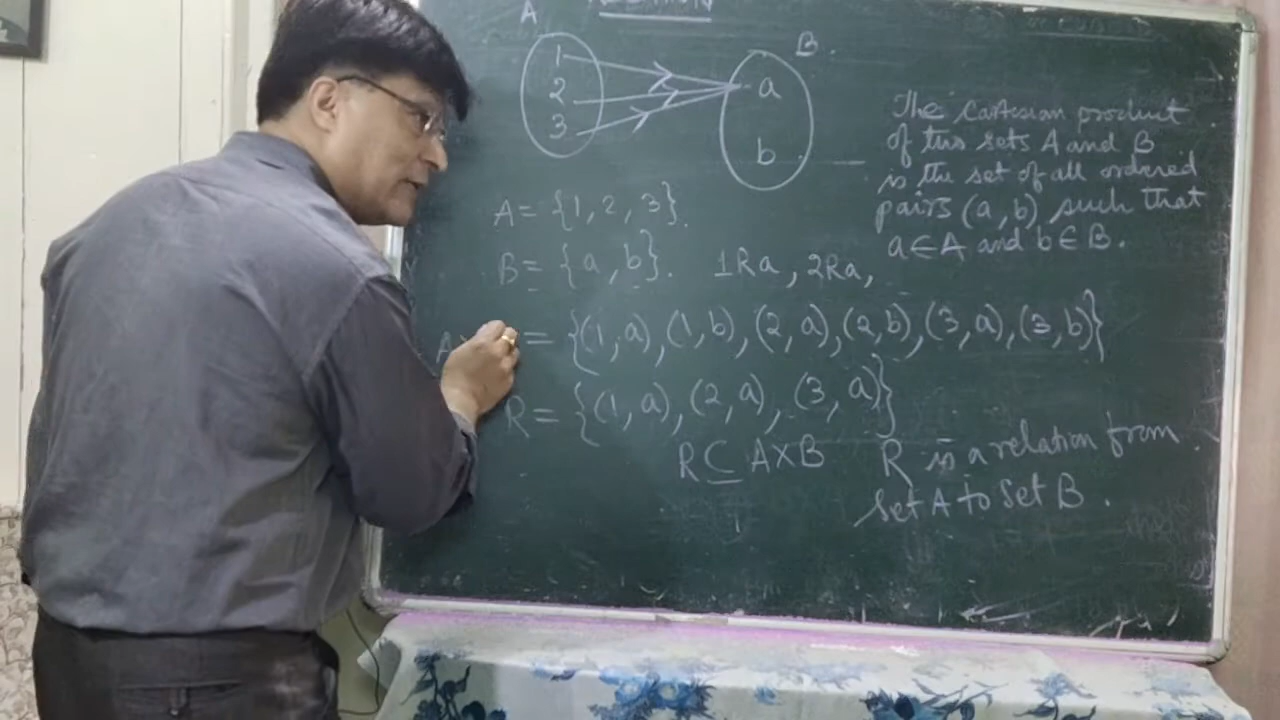 A
B.
1
2
3
a
b
The Cartesian product
of two sets A and B
is the set of all ordered
pairs (a, b) such that
a ∈ A and b ∈ B.
A = {1, 2, 3}.
B = {a, b}. 1Ra, 2Ra,
= {(1, a), (1, b), (2, a), (2, b), (3, a), (3, b)}
R = {(1, a), (2, a), (3, a)}
R ⊆ A×B
R is a relation from
set A to set B.